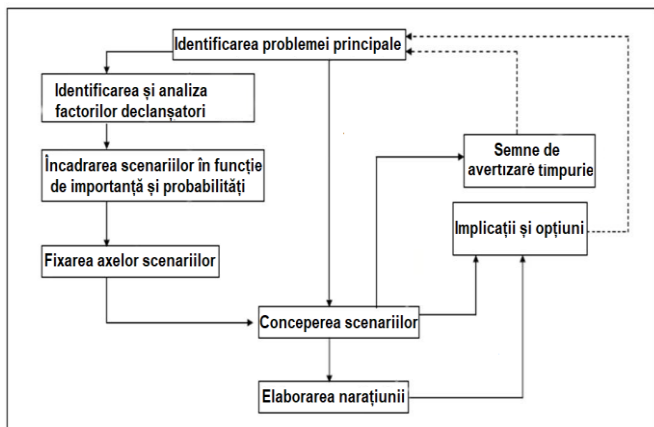 Identificarea problemei principale
Identificarea și analiza
factorilor declanșatori
Încadrarea scenariilor în funcție
de importanță și probabilități
Fixarea axelor scenariilor
Semne de
avertizare timpurie
Implicații și opțiuni
Conceperea scenariilor
Elaborarea narațiunii